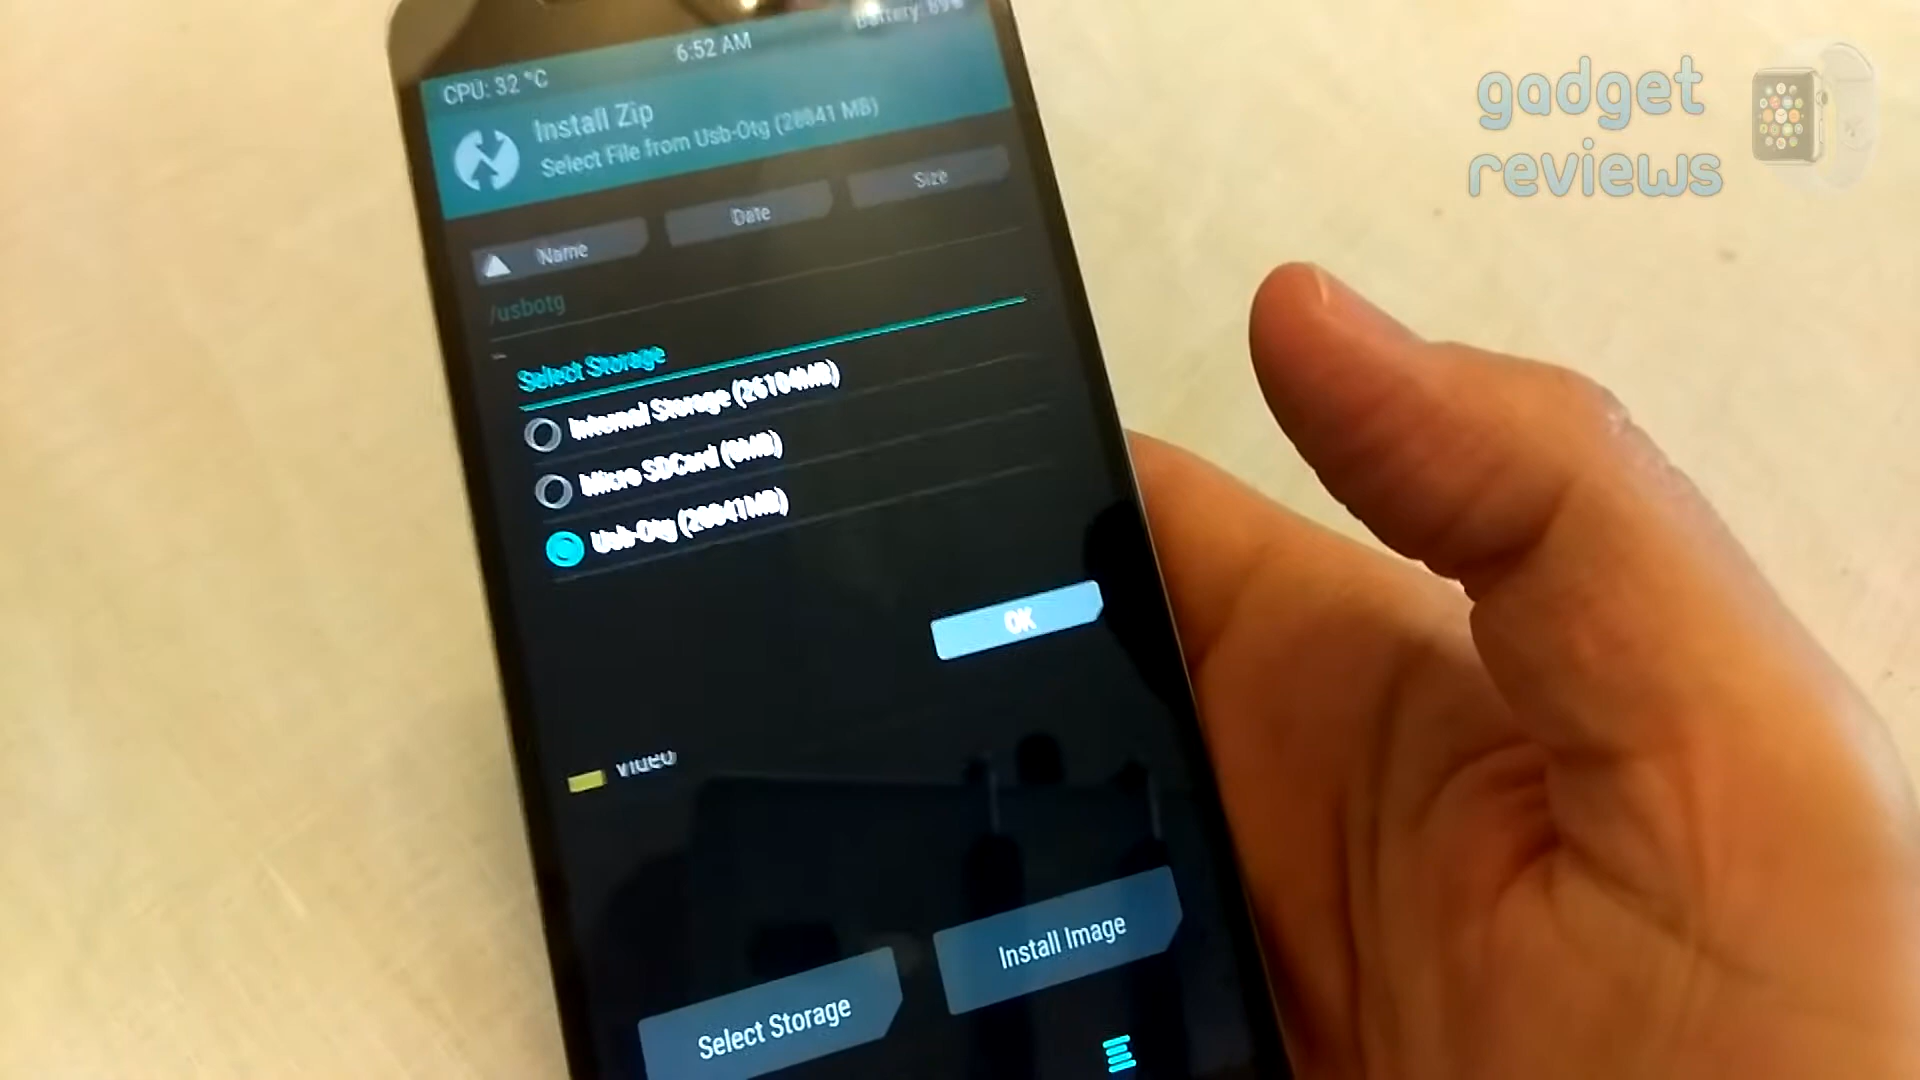 6:52 AM
CPU: 32 °C
Install Zip
Select File from Usb-Otg (28841 MB)
Name
Date
Size
/usbotg
Select Storage
Internal Storage (26104MB)
Micro SDCard (0MB)
Usb-Otg (28841MB)
OK
video
Select Storage
Install Image
gadget
reviews